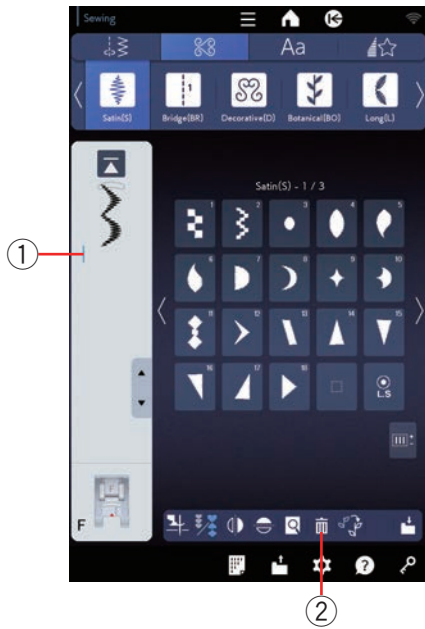 Sewing
Aa
Satin(S)
Bridge(BR)
Decorative(D)
Botanical(BO)
Long(L)
Satin(S) - 1 / 3
1 2 3 4 5
6 7 8 9 10
11 12 13 14 15
16 17 18
L.S
1
F
2